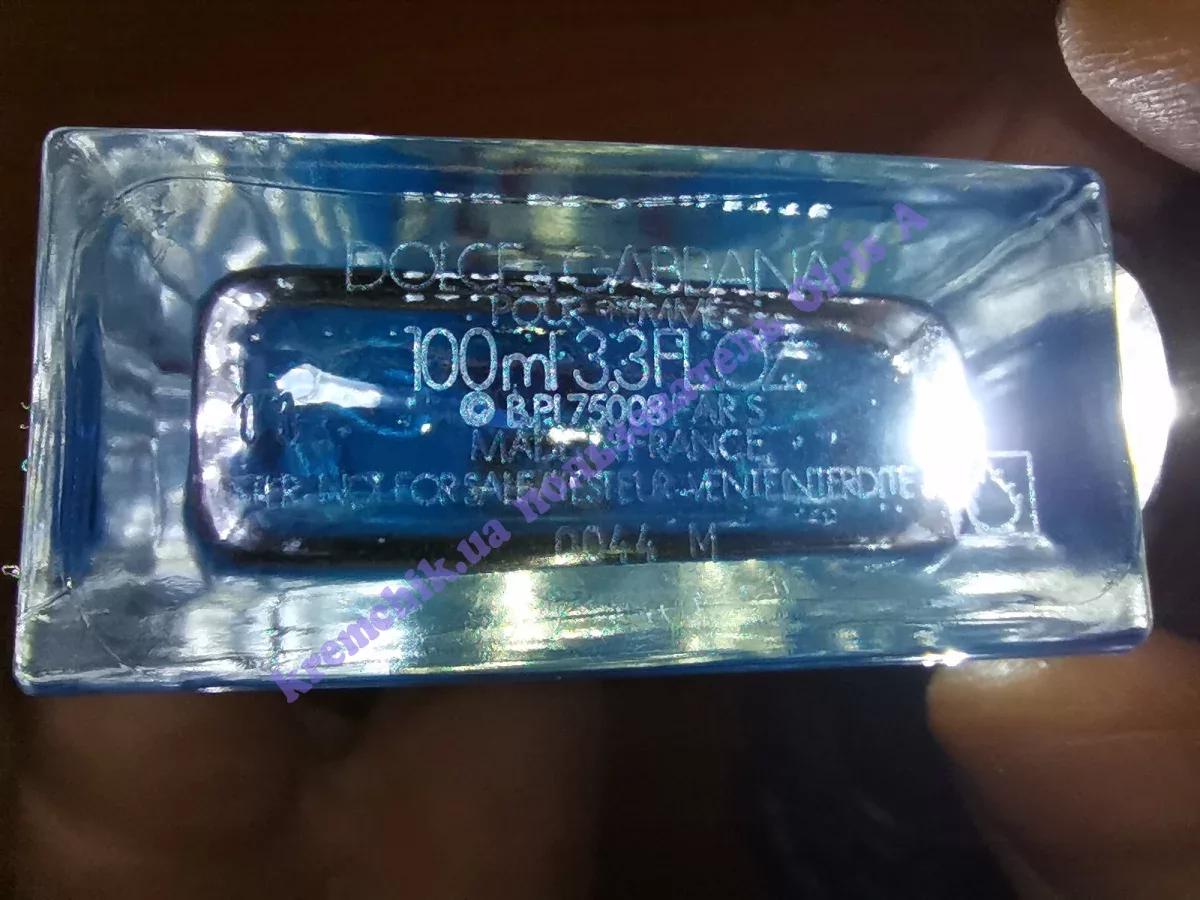 DOLCE & GABBANA
POUR FEMME
100ml 3.3FL.OZ.
© B.P.I. 75008 PARIS
MADE IN FRANCE
TESTER - NOT FOR SALE / TESTEUR - VENTE INTERDITE
0044 M
kremchik.ua
Olris A